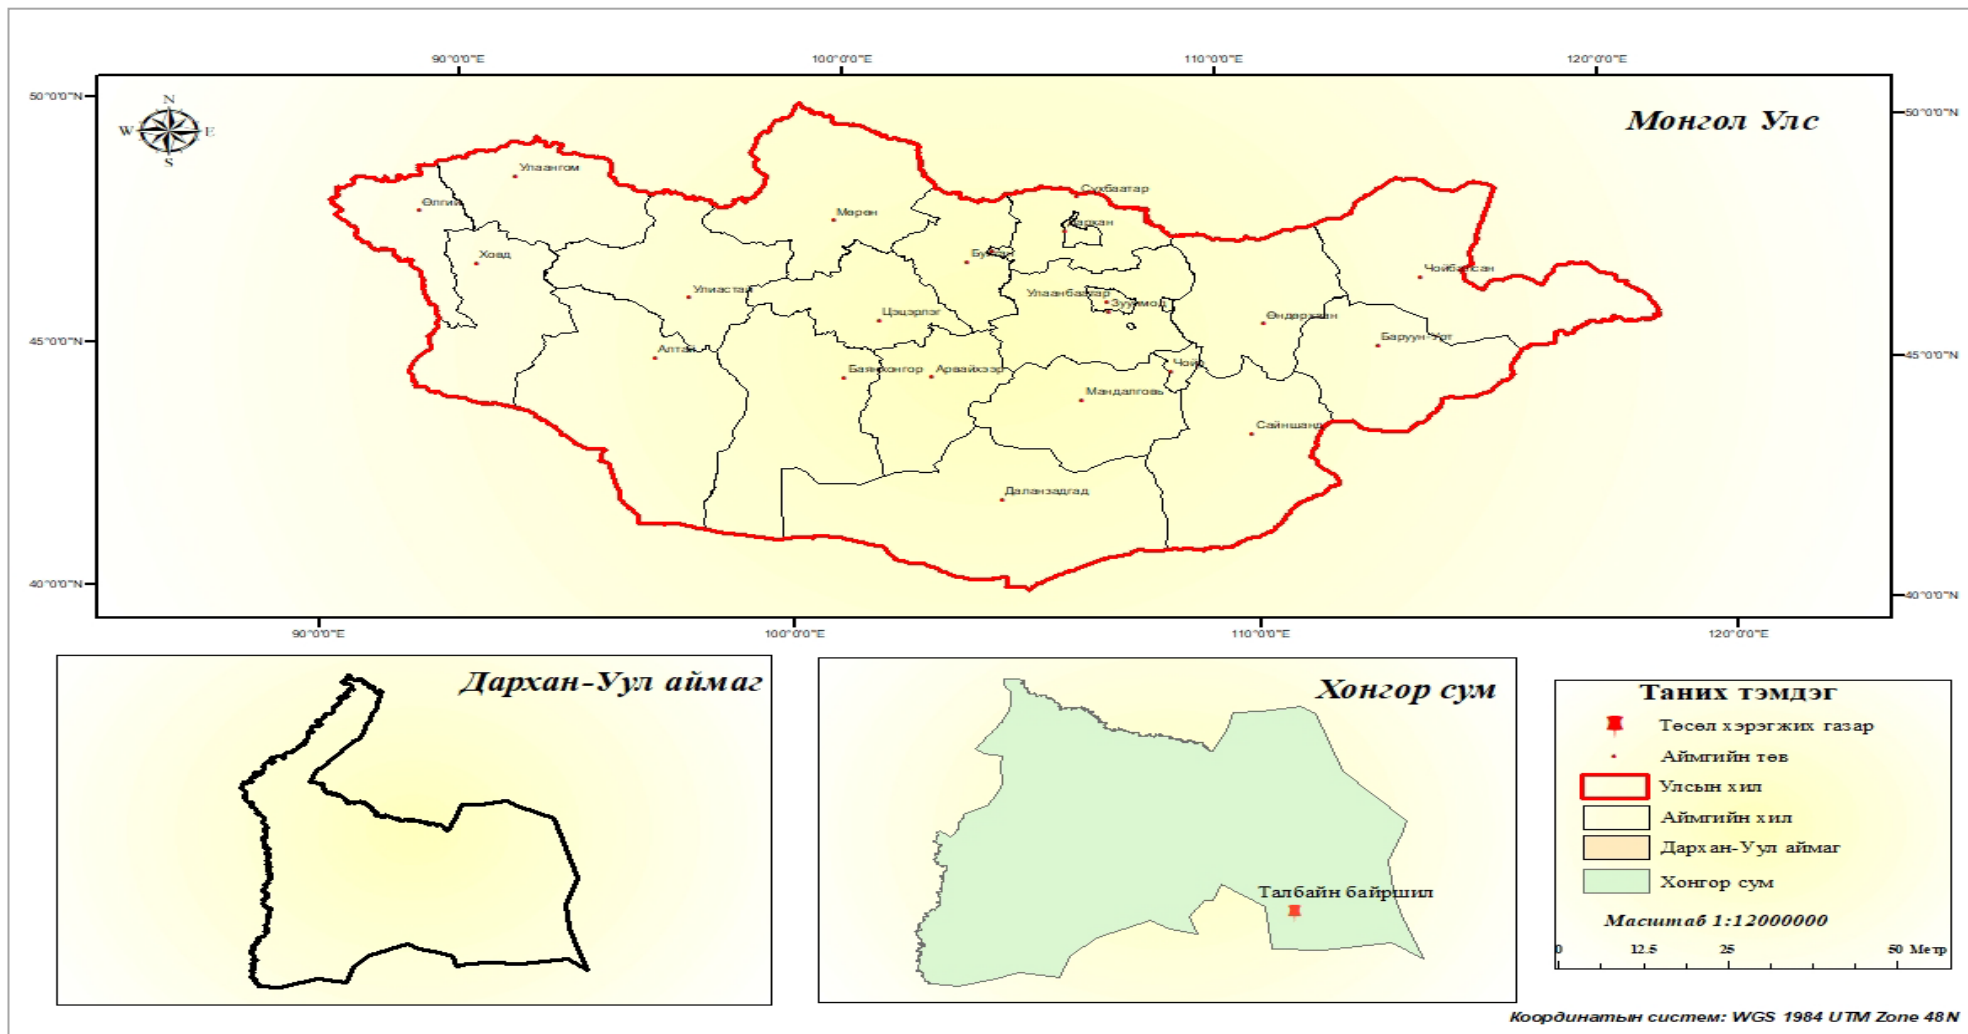 90°0'0"E 100°0'0"E 110°0'0"E 120°0'0"E
50°0'0"N 50°0'0"N
N
W E
S
Монгол Улс
Улаангом
Өлгий
Сүхбаатар
Мөрөн
Дархан
Ховд
Булган
Чойбалсан
Улиастай
Улаанбаатар
Зуунмод
Цэцэрлэг
Өндөрхаан
Баруун-Урт
45°0'0"N 45°0'0"N
Алтай
Баянхонгор
Арвайхээр
Чойр
Мандалговь
Сайншанд
Даланзадгад
40°0'0"N 40°0'0"N
90°0'0"E 100°0'0"E 110°0'0"E 120°0'0"E
Дархан-Уул аймаг
Хонгор сум
Талбайн байршил
Таних тэмдэг
Төсөл хэрэгжих газар
Аймгийн төв
Улсын хил
Аймгийн хил
Дархан-Уул аймаг
Хонгор сум
Масштаб 1:12000000
0 12.5 25 50 Метр
Координатын систем: WGS 1984 UTM Zone 48N